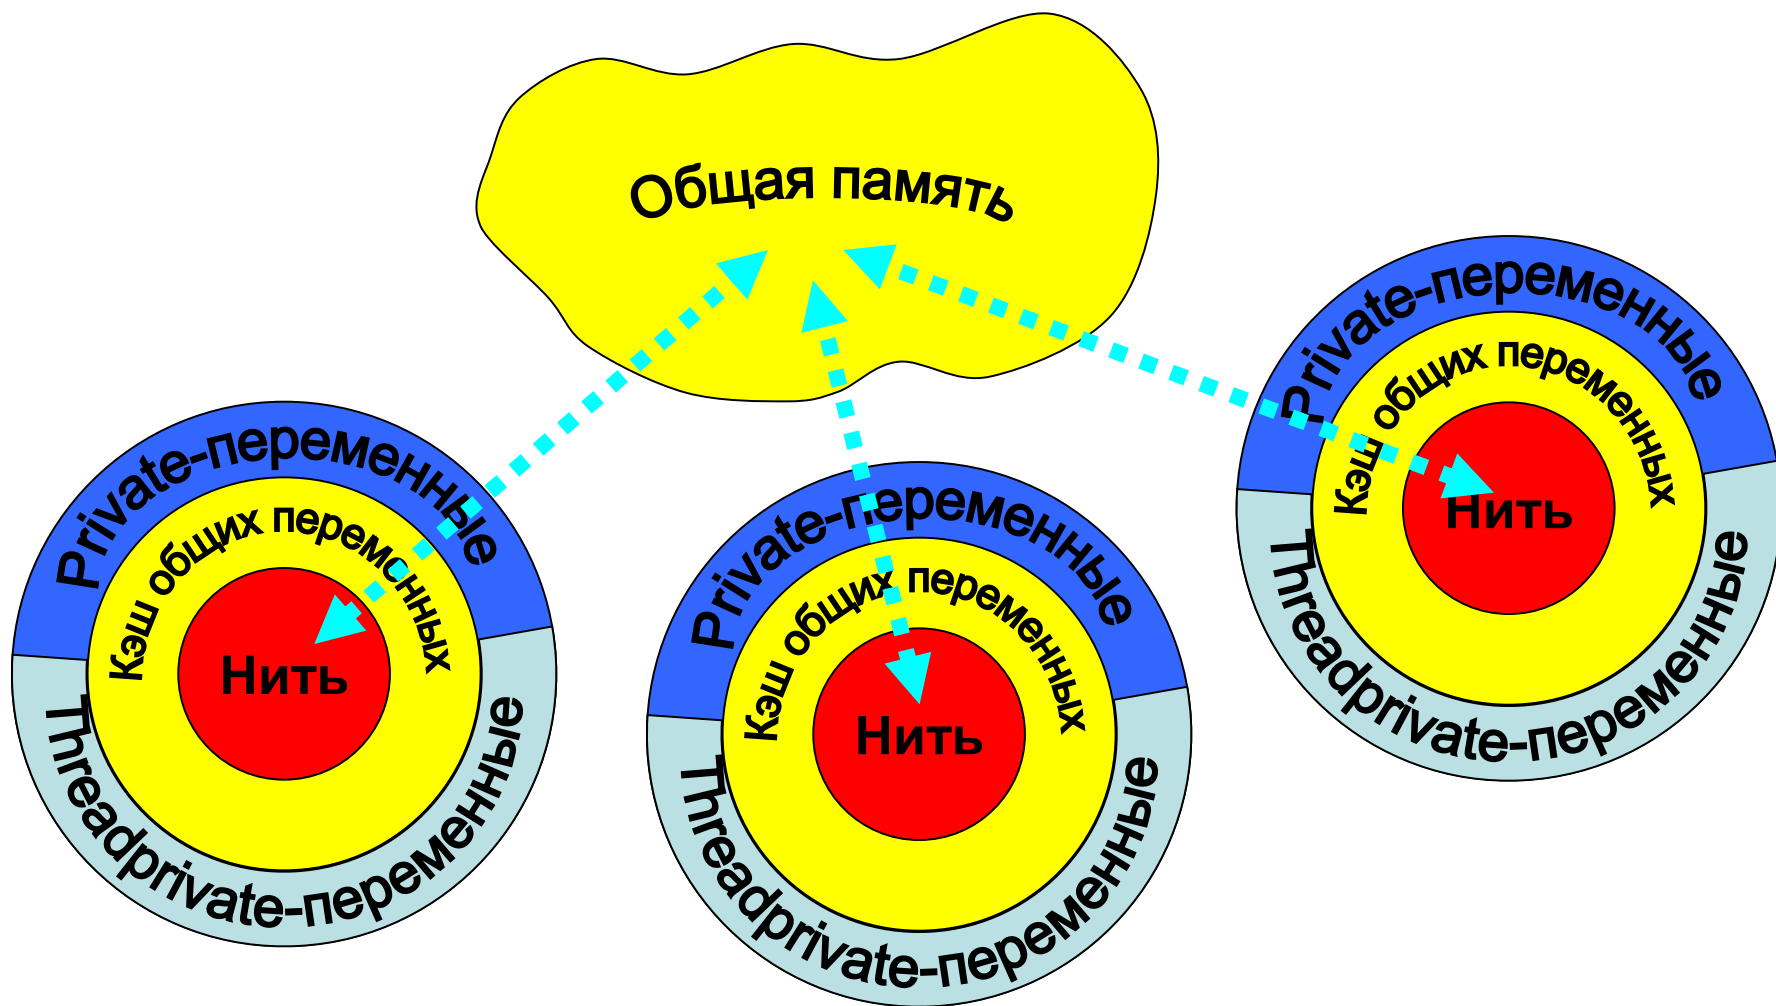 Общая память
Private-переменные
Кэш общих переменных
Нить
Threadprivate-переменные
Private-переменные
Кэш общих переменных
Нить
Threadprivate-переменные
Private-переменные
Кэш общих переменных
Нить
Threadprivate-переменные